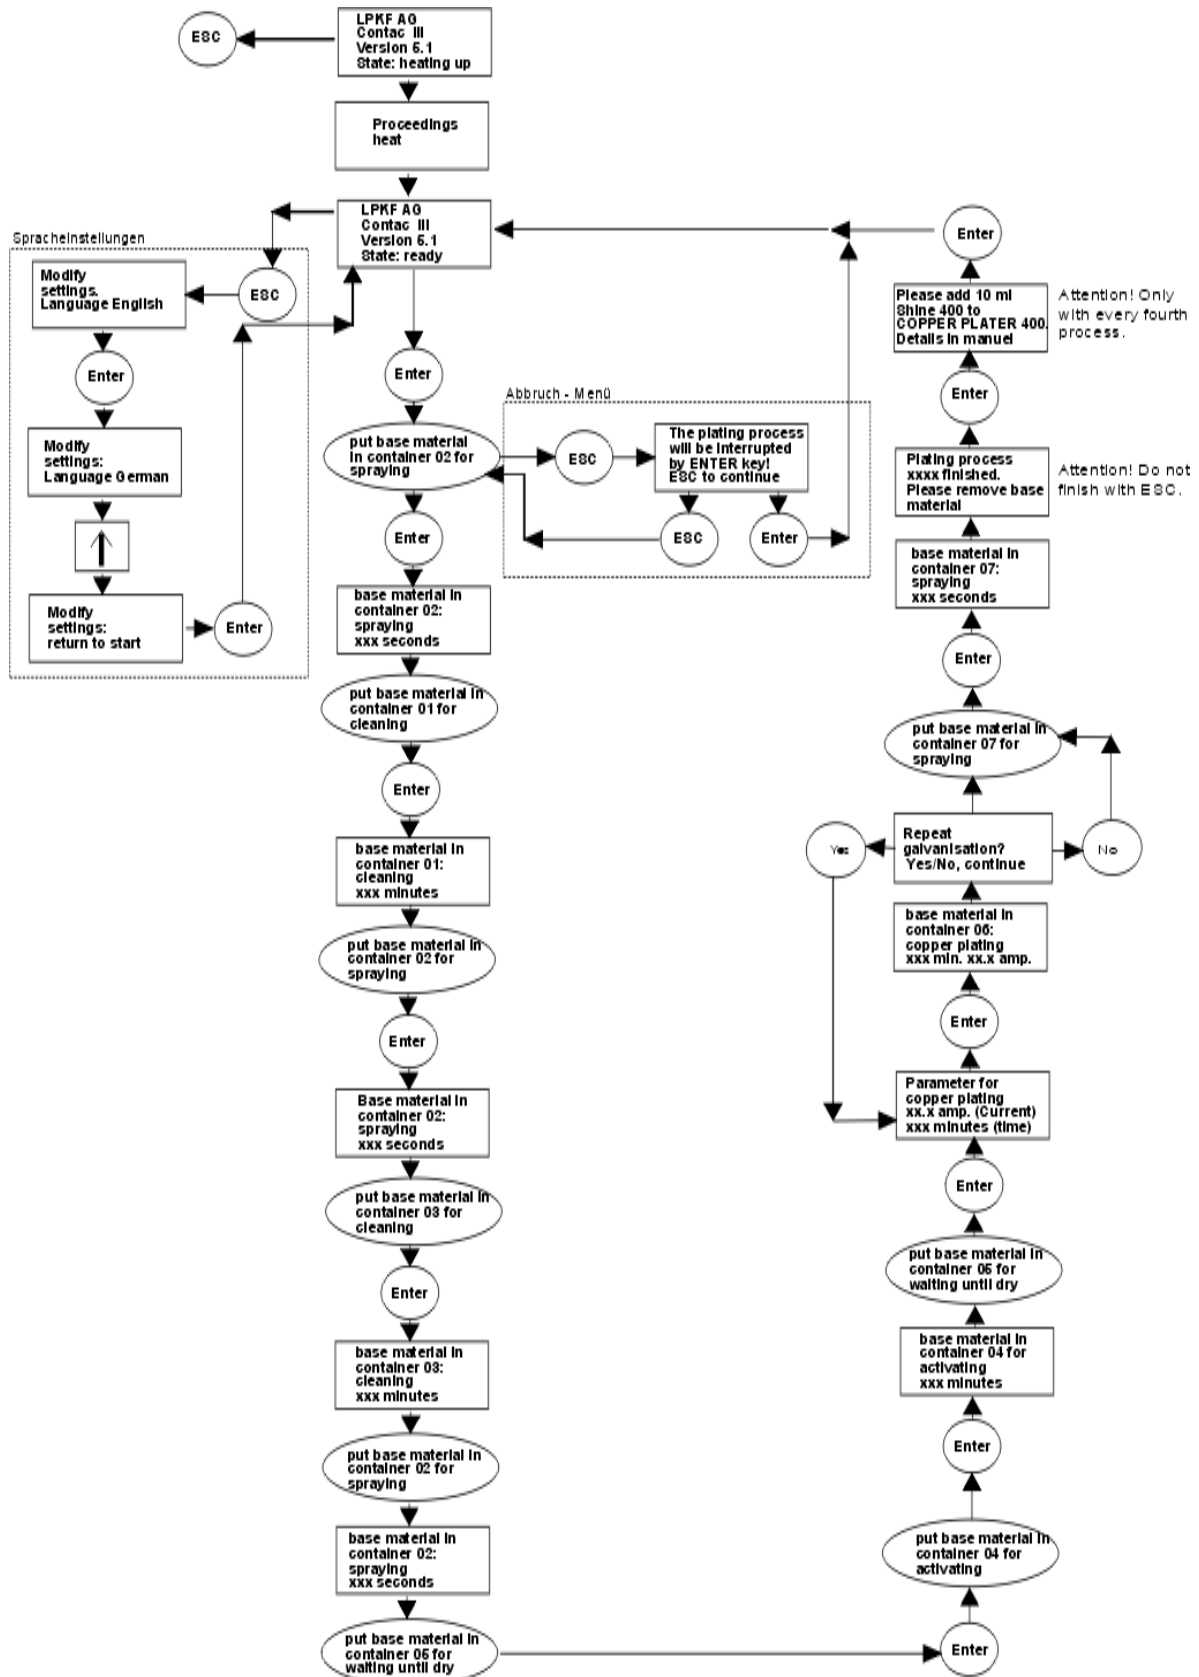 LPKF AG
Contac III
Version 5.1
State: heating up
ESC
Proceedings
heat
LPKF AG
Contac III
Version 5.1
State: ready
Spracheinstellungen
ESC
Modify
settings.
Language English
Enter
Modify
settings:
Language German
Modify
settings:
return to start
Enter
Enter
put base material
in container 02 for
spraying
Abbruch - Menü
ESC
The plating process
will be interrupted
by ENTER key!
ESC to continue
ESC
Enter
Enter
base material in
container 02:
spraying
xxx seconds
put base material in
container 01 for
cleaning
Enter
base material in
container 01:
cleaning
xxx minutes
put base material in
container 02 for
spraying
Enter
Base material in
container 02:
spraying
xxx seconds
put base material in
container 03 for
cleaning
Enter
base material in
container 03:
cleaning
xxx minutes
put base material in
container 02 for
spraying
base material in
container 02:
spraying
xxx seconds
put base material in
container 05 for
waiting until dry
Enter
put base material in
container 04 for
activating
Enter
base material in
container 04 for
activating
xxx minutes
put base material in
container 05 for
waiting until dry
Enter
Parameter for
copper plating
xx.x amp. (Current)
xxx minutes (time)
Enter
base material in
container 06:
copper plating
xxx min. xx.x amp.
Repeat
galvanisation?
Yes/No, continue
Yes
No
put base material in
container 07 for
spraying
Enter
base material in
container 07:
spraying
xxx seconds
Plating process
xxxx finished.
Please remove base
material
Attention! Do not
finish with ESC.
Enter
Please add 10 ml
Shine 400 to
COPPER PLATER 400.
Details in manuel
Attention! Only
with every fourth
process.
Enter